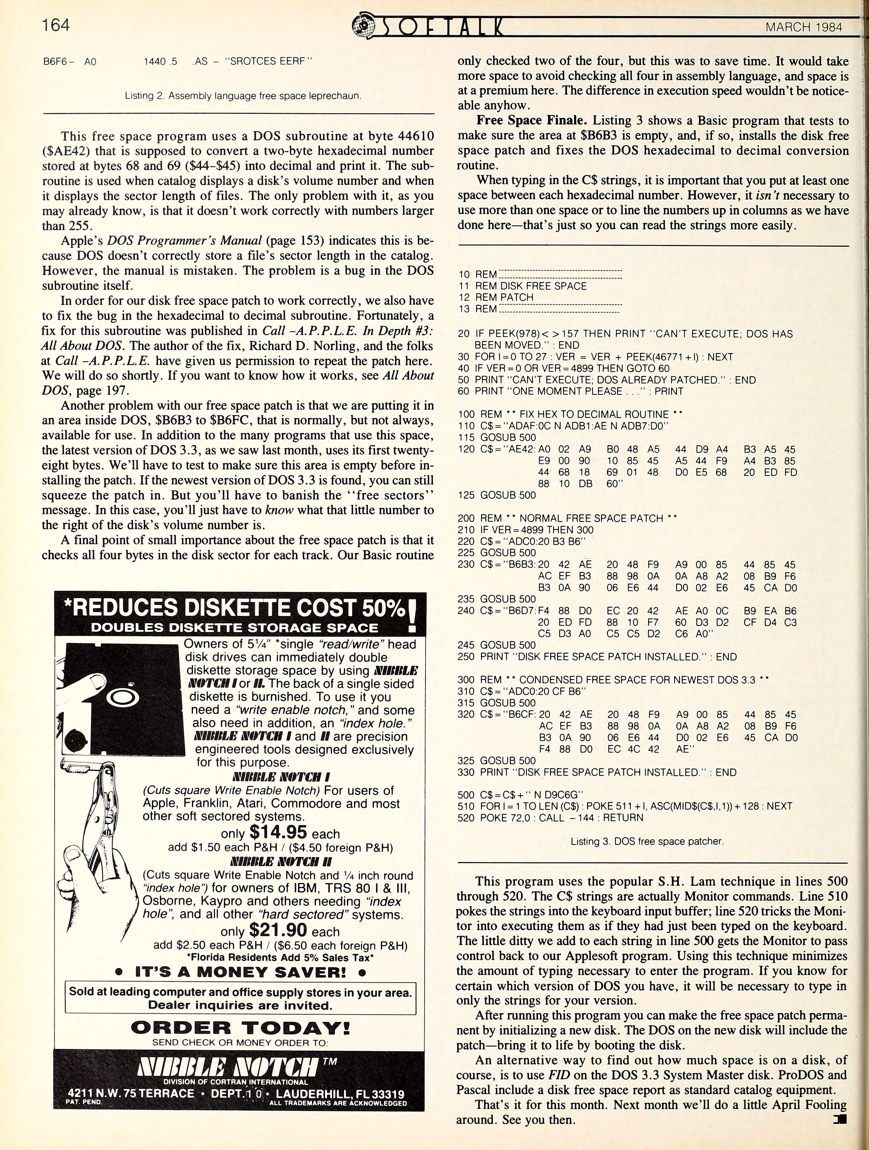 164
SOFTALK
MARCH 1984
B6F6– A0 1440 .5 .AS – "SROTCES EERF"
Listing 2. Assembly language free space leprechaun.
This free space program uses a DOS subroutine at byte 44610
($AE42) that is supposed to convert a two-byte hexadecimal number
stored at bytes 68 and 69 ($44–$45) into decimal and print it. The sub-
routine is used when catalog displays a disk's volume number and when
it displays the sector length of files. The only problem with it, as you
may already know, is that it doesn't work correctly with numbers larger
than 255.
Apple's DOS Programmer's Manual (page 153) indicates this is be-
cause DOS doesn't correctly store a file's sector length in the catalog.
However, the manual is mistaken. The problem is a bug in the DOS
subroutine itself.
In order for our disk free space patch to work correctly, we also have
to fix the bug in the hexadecimal to decimal subroutine. Fortunately, a
fix for this subroutine was published in Call –A.P.P.L.E. In Depth #3:
All About DOS. The author of the fix, Richard D. Norling, and the folks
at Call –A.P.P.L.E. have given us permission to repeat the patch here.
We will do so shortly. If you want to know how it works, see All About
DOS, page 197.
Another problem with our free space patch is that we are putting it in
an area inside DOS, $B6B3 to $B6FC, that is normally, but not always,
available for use. In addition to the many programs that use this space,
the latest version of DOS 3.3, as we saw last month, uses its first twenty-
eight bytes. We'll have to test to make sure this area is empty before in-
stalling the patch. If the newest version of DOS 3.3 is found, you can still
squeeze the patch in. But you'll have to banish the "free sectors"
message. In this case, you'll just have to know what that little number to
the right of the disk's volume number is.
A final point of small importance about the free space patch is that it
checks all four bytes in the disk sector for each track. Our Basic routine
*REDUCES DISKETTE COST 50%!
DOUBLES DISKETTE STORAGE SPACE
Owners of 5¼" *single "read/write" head
disk drives can immediately double
diskette storage space by using NIBBLE
NOTCH I or II. The back of a single sided
diskette is burnished. To use it you
need a "write enable notch," and some
also need in addition, an "index hole."
NIBBLE NOTCH I and II are precision
engineered tools designed exclusively
for this purpose.
NIBBLE NOTCH I
(Cuts square Write Enable Notch) For users of
Apple, Franklin, Atari, Commodore and most
other soft sectored systems.
only $14.95 each
add $1.50 each P&H / ($4.50 foreign P&H)
NIBBLE NOTCH II
(Cuts square Write Enable Notch and ¼ inch round
"index hole") for owners of IBM, TRS 80 I & III,
Osborne, Kaypro and others needing "index
hole", and all other "hard sectored" systems.
only $21.90 each
add $2.50 each P&H / ($6.50 foreign P&H)
*Florida Residents Add 5% Sales Tax*
• IT'S A MONEY SAVER! •
Sold at leading computer and office supply stores in your area.
Dealer inquiries are invited.
ORDER TODAY!
SEND CHECK OR MONEY ORDER TO:
NIBBLE NOTCH™
DIVISION OF CORTRAN INTERNATIONAL
4211 N.W. 75 TERRACE • DEPT.10 • LAUDERHILL, FL 33319
PAT. PEND. ALL TRADEMARKS ARE ACKNOWLEDGED
only checked two of the four, but this was to save time. It would take
more space to avoid checking all four in assembly language, and space is
at a premium here. The difference in execution speed wouldn't be notice-
able anyhow.
Free Space Finale. Listing 3 shows a Basic program that tests to
make sure the area at $B6B3 is empty, and, if so, installs the disk free
space patch and fixes the DOS hexadecimal to decimal conversion
routine.
When typing in the C$ strings, it is important that you put at least one
space between each hexadecimal number. However, it isn't necessary to
use more than one space or to line the numbers up in columns as we have
done here—that's just so you can read the strings more easily.
10 REM
11 REM DISK FREE SPACE
12 REM PATCH
13 REM
20 IF PEEK(978)< >157 THEN PRINT "CAN'T EXECUTE; DOS HAS
BEEN MOVED." : END
30 FOR I=0 TO 27 : VER = VER + PEEK(46771+I) : NEXT
40 IF VER=0 OR VER=4899 THEN GOTO 60
50 PRINT "CAN'T EXECUTE; DOS ALREADY PATCHED." : END
60 PRINT "ONE MOMENT PLEASE . . ." : PRINT
100 REM ** FIX HEX TO DECIMAL ROUTINE **
110 C$="ADAF:0C N ADB1:AE N ADB7:D0"
115 GOSUB 500
120 C$="AE42: A0 02 A9 B0 48 A5 44 D9 A4 B3 A5 45
E9 00 90 10 85 45 A5 44 F9 A4 B3 85
44 68 18 69 01 48 D0 E5 68 20 ED FD
88 10 DB 60"
125 GOSUB 500
200 REM ** NORMAL FREE SPACE PATCH **
210 IF VER=4899 THEN 300
220 C$="ADC0:20 B3 B6"
225 GOSUB 500
230 C$="B6B3: 20 42 AE 20 48 F9 A9 00 85 44 85 45
AC EF B3 88 98 0A 0A A8 A2 08 B9 F6
B3 0A 90 06 E6 44 D0 02 E6 45 CA D0
235 GOSUB 500
240 C$="B6D7: F4 88 D0 EC 20 42 AE A0 0C B9 EA B6
20 ED FD 88 10 F7 60 D3 D2 CF D4 C3
C5 D3 A0 C5 C5 D2 C6 A0"
245 GOSUB 500
250 PRINT "DISK FREE SPACE PATCH INSTALLED." : END
300 REM ** CONDENSED FREE SPACE FOR NEWEST DOS 3.3 **
310 C$="ADC0:20 CF B6"
315 GOSUB 500
320 C$="B6CF: 20 42 AE 20 48 F9 A9 00 85 44 85 45
AC EF B3 88 98 0A 0A A8 A2 08 B9 F6
B3 0A 90 06 E6 44 D0 02 E6 45 CA D0
F4 88 D0 EC 4C 42 AE"
325 GOSUB 500
330 PRINT "DISK FREE SPACE PATCH INSTALLED." : END
500 C$=C$+" N D9C6G"
510 FOR I=1 TO LEN (C$) : POKE 511+I, ASC(MID$(C$,I,1))+128 : NEXT
520 POKE 72,0 : CALL –144 : RETURN
Listing 3. DOS free space patcher.
This program uses the popular S.H. Lam technique in lines 500
through 520. The C$ strings are actually Monitor commands. Line 510
pokes the strings into the keyboard input buffer; line 520 tricks the Moni-
tor into executing them as if they had just been typed on the keyboard.
The little ditty we add to each string in line 500 gets the Monitor to pass
control back to our Applesoft program. Using this technique minimizes
the amount of typing necessary to enter the program. If you know for
certain which version of DOS you have, it will be necessary to type in
only the strings for your version.
After running this program you can make the free space patch perma-
nent by initializing a new disk. The DOS on the new disk will include the
patch—bring it to life by booting the disk.
An alternative way to find out how much space is on a disk, of
course, is to use FID on the DOS 3.3 System Master disk. ProDOS and
Pascal include a disk free space report as standard catalog equipment.
That's it for this month. Next month we'll do a little April Fooling
around. See you then.